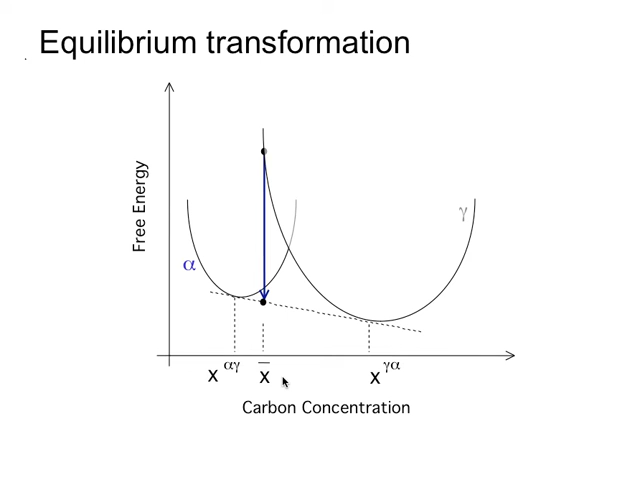 Equilibrium transformation
Free Energy
γ
α
x^αγ
x̄
x^γα
Carbon Concentration